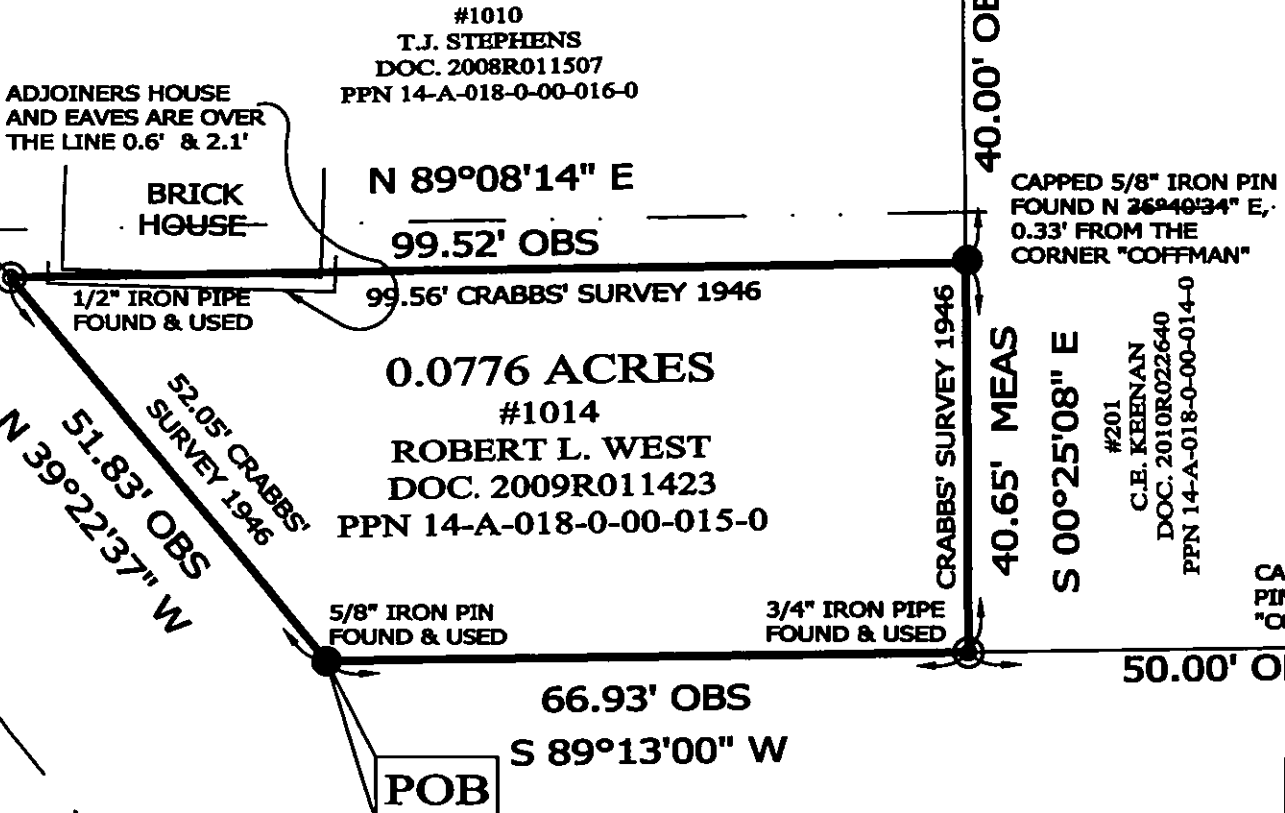 #1010
T.J. STEPHENS
DOC. 2008R011507
PPN 14-A-018-0-00-016-0
40.00' OB
ADJOINERS HOUSE
AND EAVES ARE OVER
THE LINE 0.6' & 2.1'
BRICK
HOUSE
N 89°08'14" E
99.52' OBS
99.56' CRABBS' SURVEY 1946
CAPPED 5/8" IRON PIN
FOUND N 26°40'34" E,
0.33' FROM THE
CORNER "COFFMAN"
1/2" IRON PIPE
FOUND & USED
0.0776 ACRES
#1014
ROBERT L. WEST
DOC. 2009R011423
PPN 14-A-018-0-00-015-0
52.05' CRABBS'
SURVEY 1946
51.83' OBS
N 39°22'37" W
CRABBS' SURVEY 1946
40.65' MEAS
S 00°25'08" E
#201
C.E. KEENAN
DOC. 2010R022640
PPN 14-A-018-0-00-014-0
5/8" IRON PIN
FOUND & USED
3/4" IRON PIPE
FOUND & USED
CA
PIN
"CO
66.93' OBS
S 89°13'00" W
50.00' O
POB